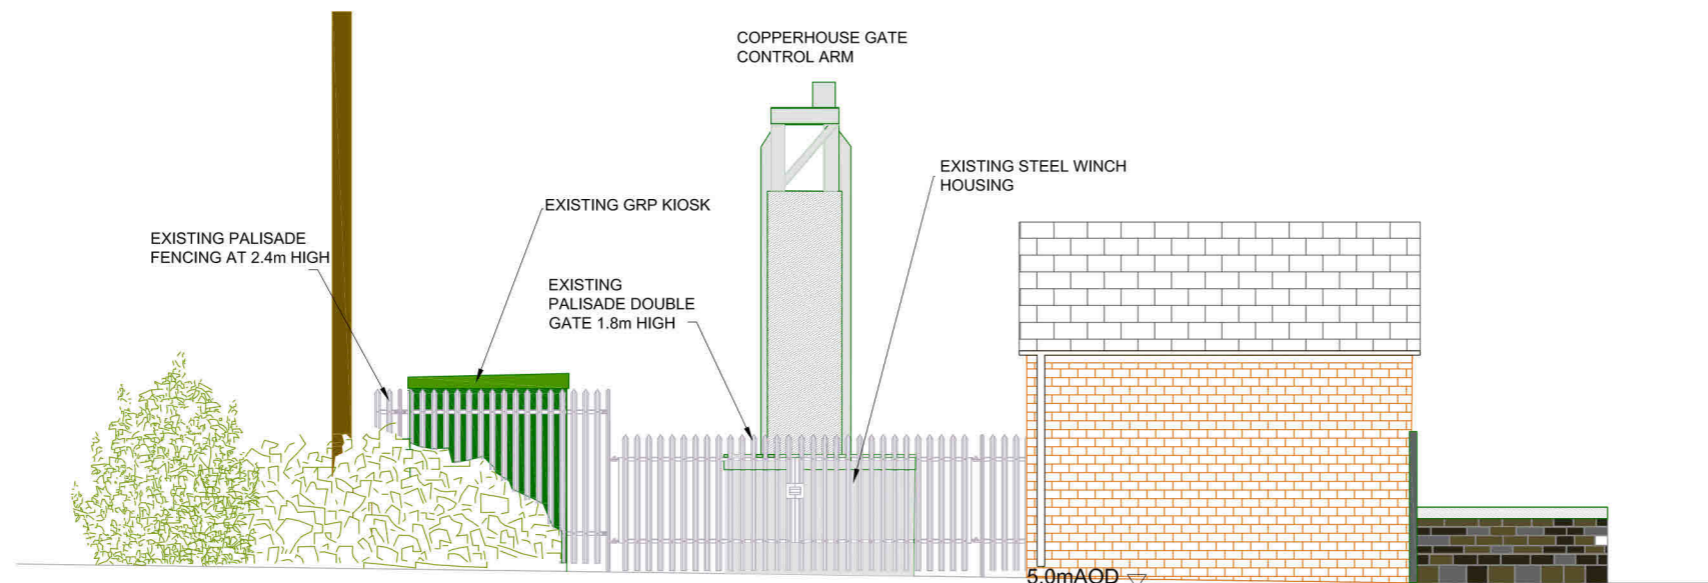 COPPERHOUSE GATE
CONTROL ARM
EXISTING STEEL WINCH
HOUSING
EXISTING GRP KIOSK
EXISTING PALISADE
FENCING AT 2.4m HIGH
EXISTING
PALISADE DOUBLE
GATE 1.8m HIGH
5.0mAOD